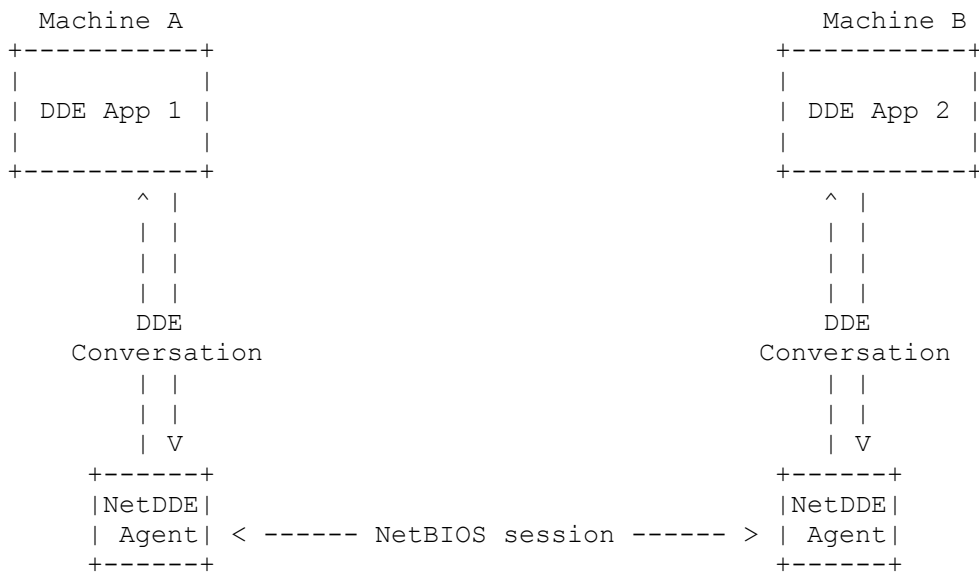 Machine A Machine B
DDE App 1 DDE App 2
DDE DDE
Conversation Conversation
NetDDE NetDDE
Agent < ------ NetBIOS session ------ > Agent